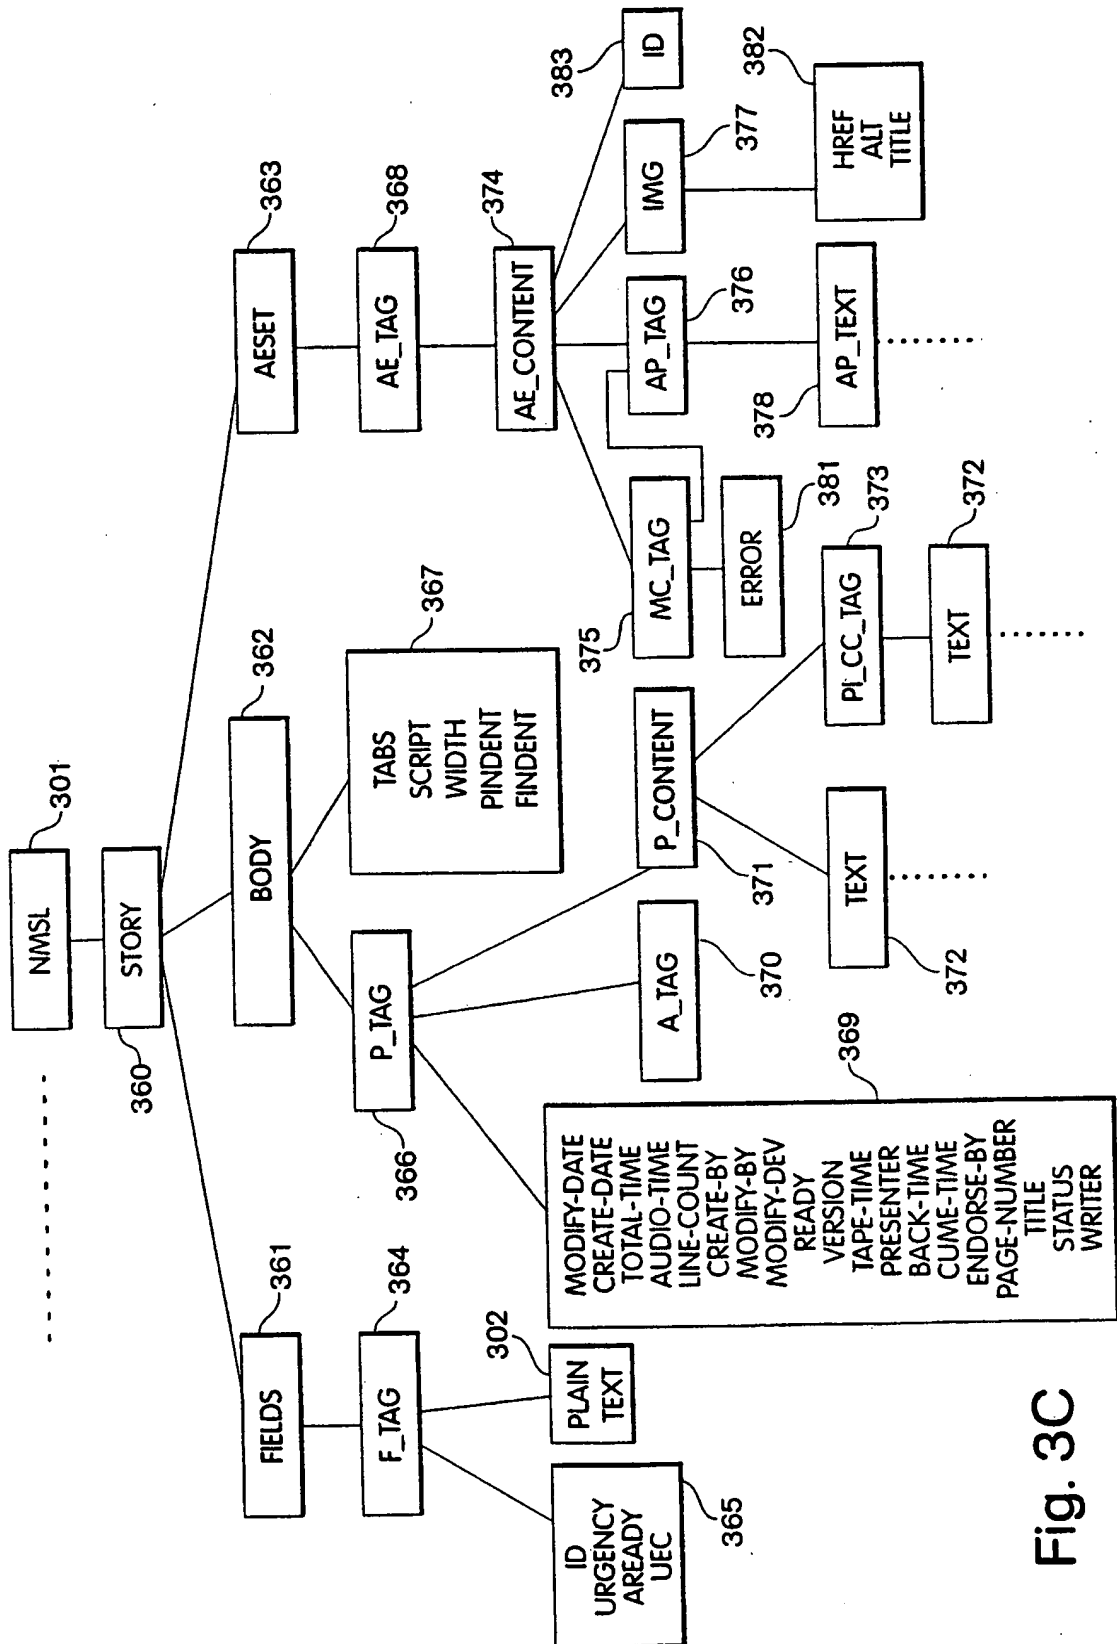 NMSL
301
STORY
360
FIELDS
361
BODY
362
AESET
363
F_TAG
364
P_TAG
366
TABS
SCRIPT
WIDTH
PINDENT
FINDENT
367
AE_TAG
368
AE_CONTENT
374
ID
URGENCY
AREADY
UEC
365
PLAIN
TEXT
302
MODIFY-DATE
CREATE-DATE
TOTAL-TIME
AUDIO-TIME
LINE-COUNT
CREATE-BY
MODIFY-BY
MODIFY-DEV
READY
VERSION
TAPE-TIME
PRESENTER
BACK-TIME
CUME-TIME
ENDORSE-BY
PAGE-NUMBER
TITLE
STATUS
WRITER
369
A_TAG
370
P_CONTENT
371
MC_TAG
375
AP_TAG
376
IMG
377
ID
383
ERROR
381
TEXT
372
PI_CC_TAG
373
AP_TEXT
378
HREF
ALT
TITLE
382
TEXT
372
Fig. 3C